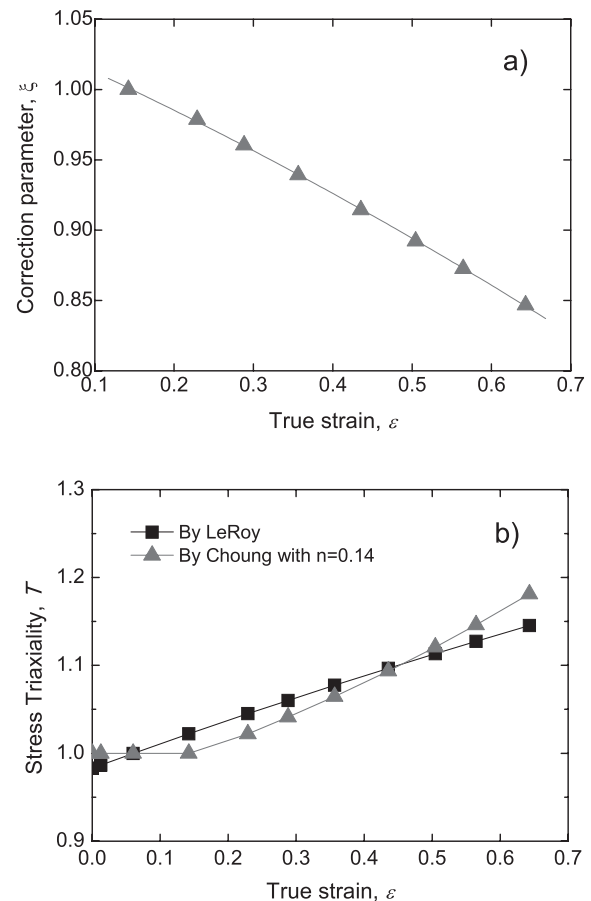 1.05
a)
1.00
0.95
0.90
0.85
0.80
Correction parameter, ξ
0.1 0.2 0.3 0.4 0.5 0.6 0.7
True strain, ε
1.3
By LeRoy
b)
By Choung with n=0.14
1.2
1.1
1.0
0.9
Stress Triaxiality, T
0.0 0.1 0.2 0.3 0.4 0.5 0.6 0.7
True strain, ε